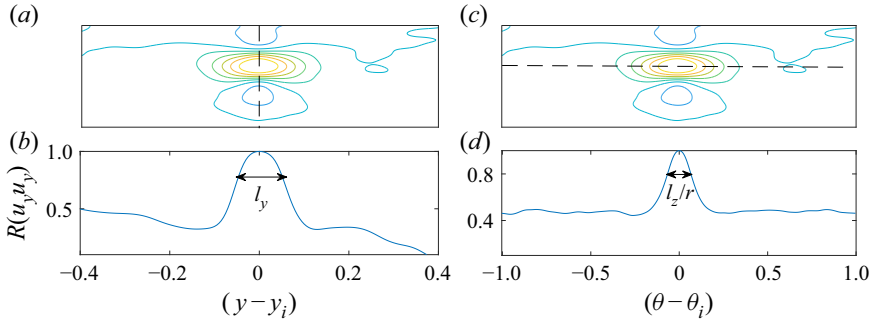 (a)
(c)
(b)
1.0
0.5
R(u_y u_y)
l_y
−0.4 −0.2 0 0.2 0.4
(y − y_i)
(d)
0.8
0.4
l_z/r
−1.0 −0.5 0 0.5 1.0
(θ − θ_i)